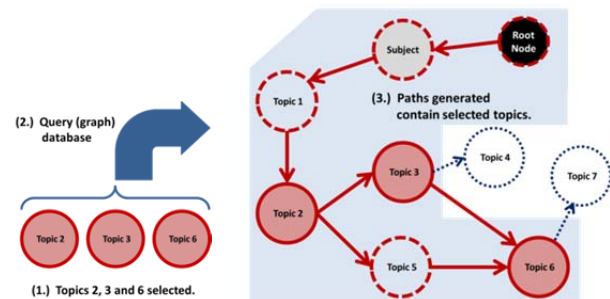 Root
Node
Subject
Topic 1
(3.) Paths generated
contain selected topics.
(2.) Query (graph)
database
Topic 4
Topic 3
Topic 7
Topic 2
Topic 2
Topic 3
Topic 6
Topic 5
Topic 6
(1.) Topics 2, 3 and 6 selected.